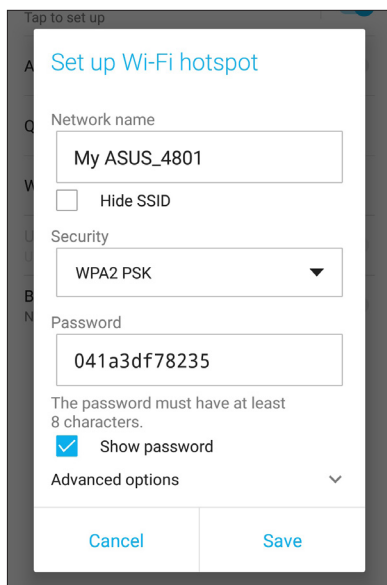 Tap to set up
A
Set up Wi-Fi hotspot
Network name
Q
My ASUS_4801
W
Hide SSID
U
Security
WPA2 PSK
B
N
Password
041a3df78235
The password must have at least
8 characters.
Show password
Advanced options
Cancel
Save